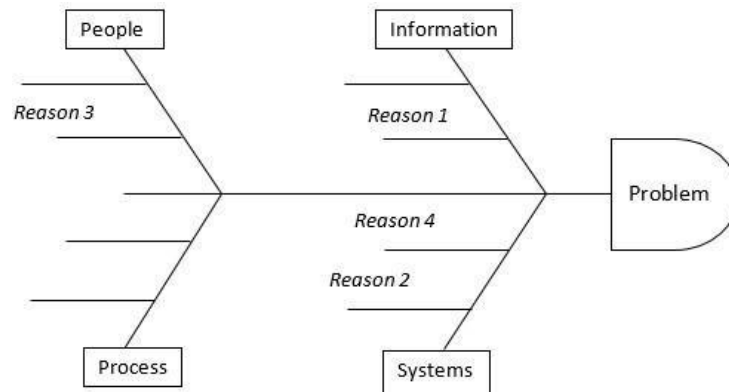 People
Information
Reason 3
Reason 1
Problem
Reason 4
Reason 2
Process
Systems